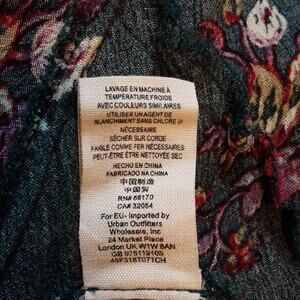 LAVAGE EN MACHINE À
TEMPÉRATURE FROIDE
AVEC COULEURS SIMILAIRES
UTILISER UN AGENT DE
BLANCHIMENT SANS CHLORE SI
NÉCESSAIRE
SÉCHER SUR CORDE
FAIBLE COMME FER NÉCESSAIRES
PEUT-ÊTRE ÊTRE NETTOYÉE SEC
HECHO EN CHINA
FABRICADO NA CHINA
中国制
中國製
RN# 66170
CA# 32054
For EU- Imported by
Urban Outfitters
Wholesale, Inc
24 Market Place
London UK W1W 8AN
GB 975119105
45F3161071CH